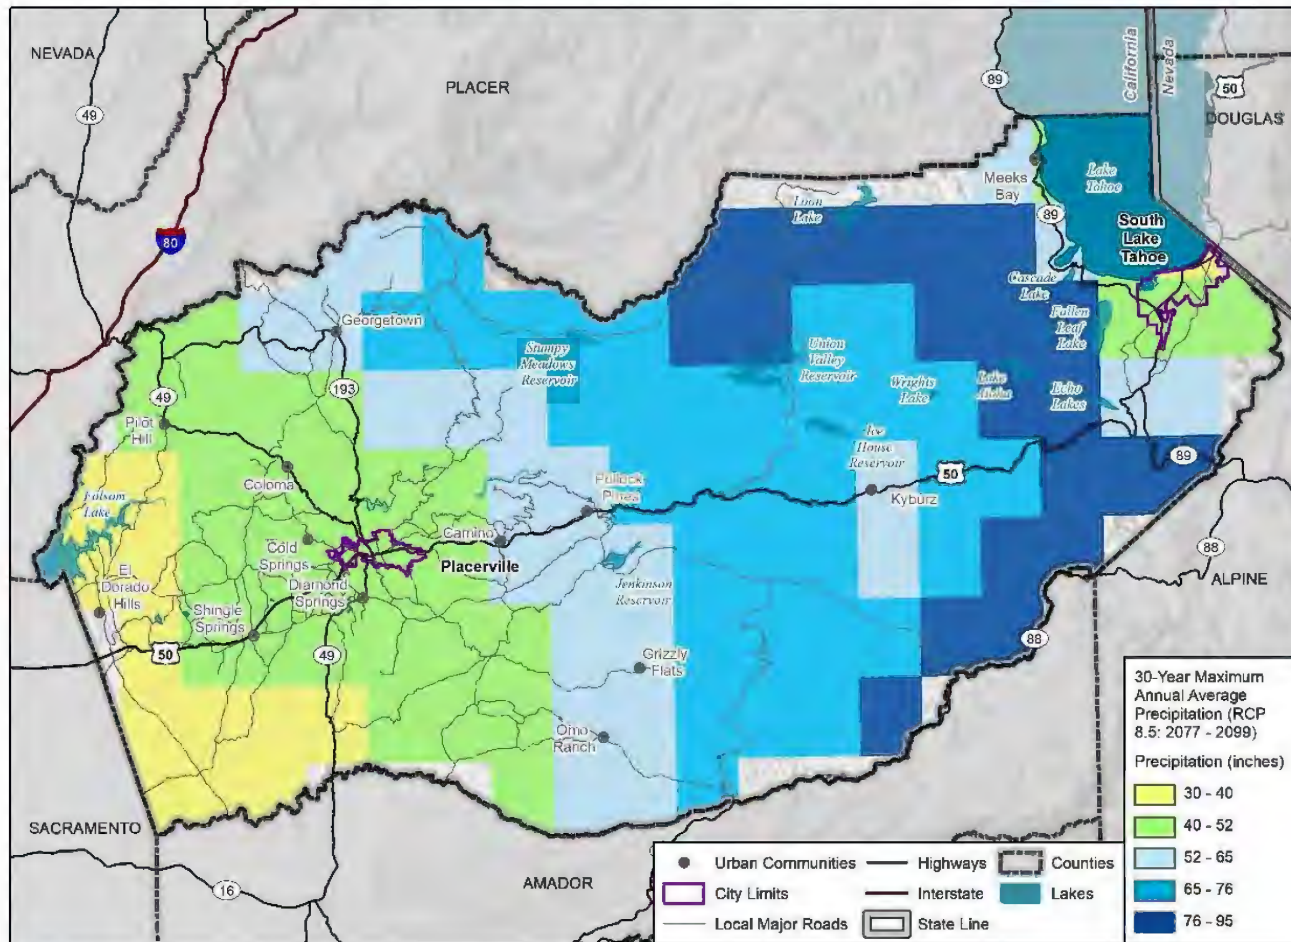 NEVADA
49
PLACER
89
California
Nevada
50
DOUGLAS
80
Meeks
Bay
Lake
Tahoe
89
Loon
Lake
South
Lake
Tahoe
Cascade
Lake
Fallen
Leaf
Lake
Georgetown
Stumpy
Meadows
Reservoir
Union
Valley
Reservoir
Wrights
Lake
Lake
Aloha
Echo
Lakes
193
49
Pilot
Hill
Ice
House
Reservoir
50
89
Coloma
Folsom
Lake
Pollock
Pines
Kyburz
Camino
Placerville
Cold
Springs
88
ALPINE
El
Dorado
Hills
Diamond
Springs
Jenkinson
Reservoir
Shingle
Springs
50
49
88
Grizzly
Flats
Omo
Ranch
SACRAMENTO
16
AMADOR
30-Year Maximum
Annual Average
Precipitation (RCP
8.5: 2077 - 2099)
Precipitation (inches)
30 - 40
40 - 52
52 - 65
65 - 76
76 - 95
Urban Communities
Highways
Counties
City Limits
Interstate
Lakes
Local Major Roads
State Line